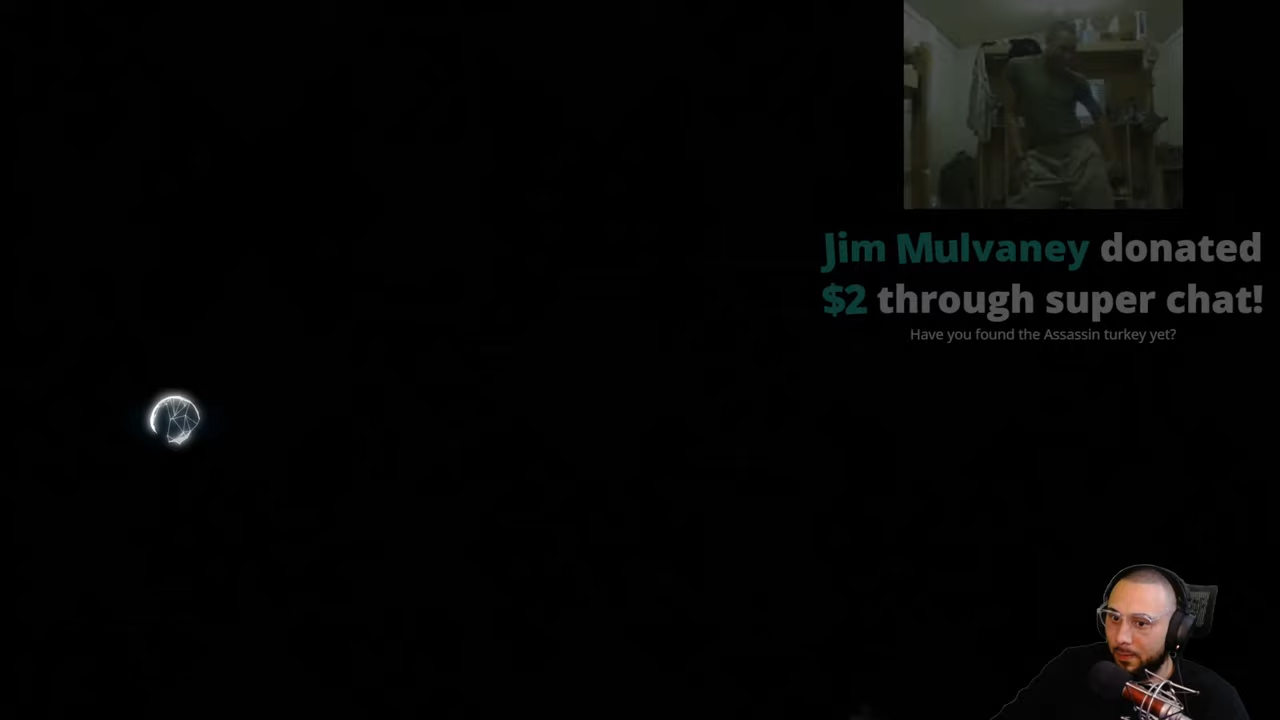 Jim Mulvaney donated
$2 through super chat!
Have you found the Assassin turkey yet?